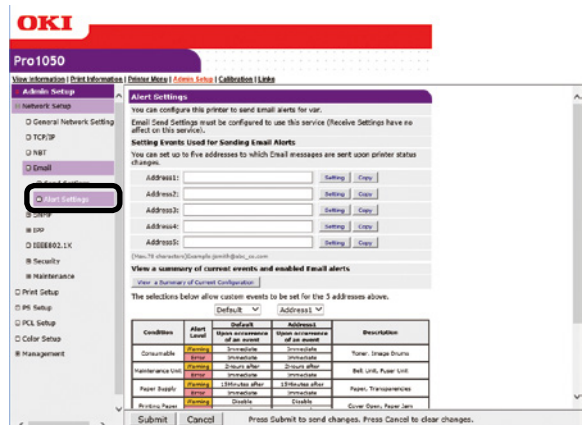 OKI
Pro1050
View Information | Print Information | Printer Menu | Admin Setup | Calibration | Links
Admin Setup
Network Setup
General Network Setting
TCP/IP
NBT
Email
Send Settings
Alert Settings
SNMP
IPP
IEEE802.1X
Security
Maintenance
Print Setup
PS Setup
PCL Setup
Color Setup
Management
Alert Settings
You can configure this printer to send Email alerts for var.
Email Send Settings must be configured to use this service (Receive Settings have no
affect on this service).
Setting Events Used for Sending Email Alerts
You can set up to five addresses to which Email messages are sent upon printer status
changes.
Address1: Setting Copy
Address2: Setting Copy
Address3: Setting Copy
Address4: Setting Copy
Address5: Setting Copy
View a summary of current events and enabled Email alerts
View a Summary of Current Configuration
The selections below allow custom events to be set for the 5 addresses above.
Default Address1
Condition Alert Level Default Upon occurrence of an event Address1 Upon occurrence of an event Description
Consumable Warning Immediate Immediate Toner, Image Drums
Error Immediate Immediate
Maintenance Unit Warning 2Hours after 2Hours after Belt Unit, Fuser Unit
Error Immediate Immediate
Paper Supply Warning 15Minutes after 15Minutes after Paper, Transparencies
Error Immediate Immediate
Printing Paper Warning Disable Disable Cover Open, Paper Jam
Submit Cancel Press Submit to send changes. Press Cancel to clear changes.